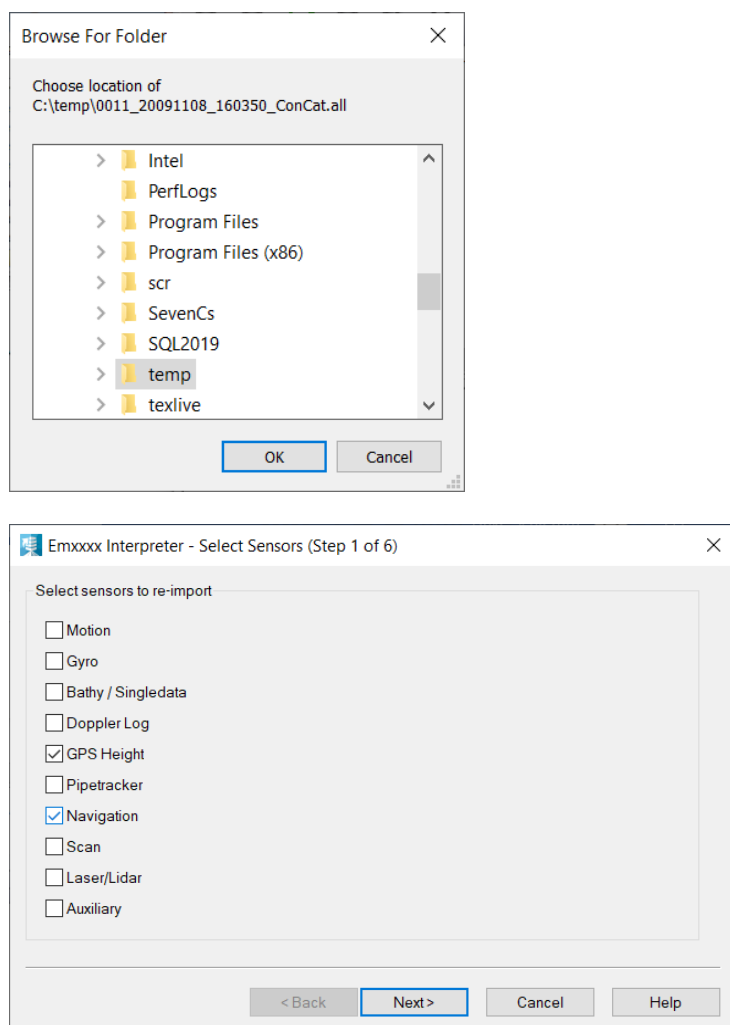 Browse For Folder
Choose location of
C:\temp\0011_20091108_160350_ConCat.all
Intel
PerfLogs
Program Files
Program Files (x86)
scr
SevenCs
SQL2019
temp
texlive
OK Cancel
Emxxxx Interpreter - Select Sensors (Step 1 of 6)
Select sensors to re-import
Motion
Gyro
Bathy / Singledata
Doppler Log
GPS Height
Pipetracker
Navigation
Scan
Laser/Lidar
Auxiliary
< Back Next > Cancel Help